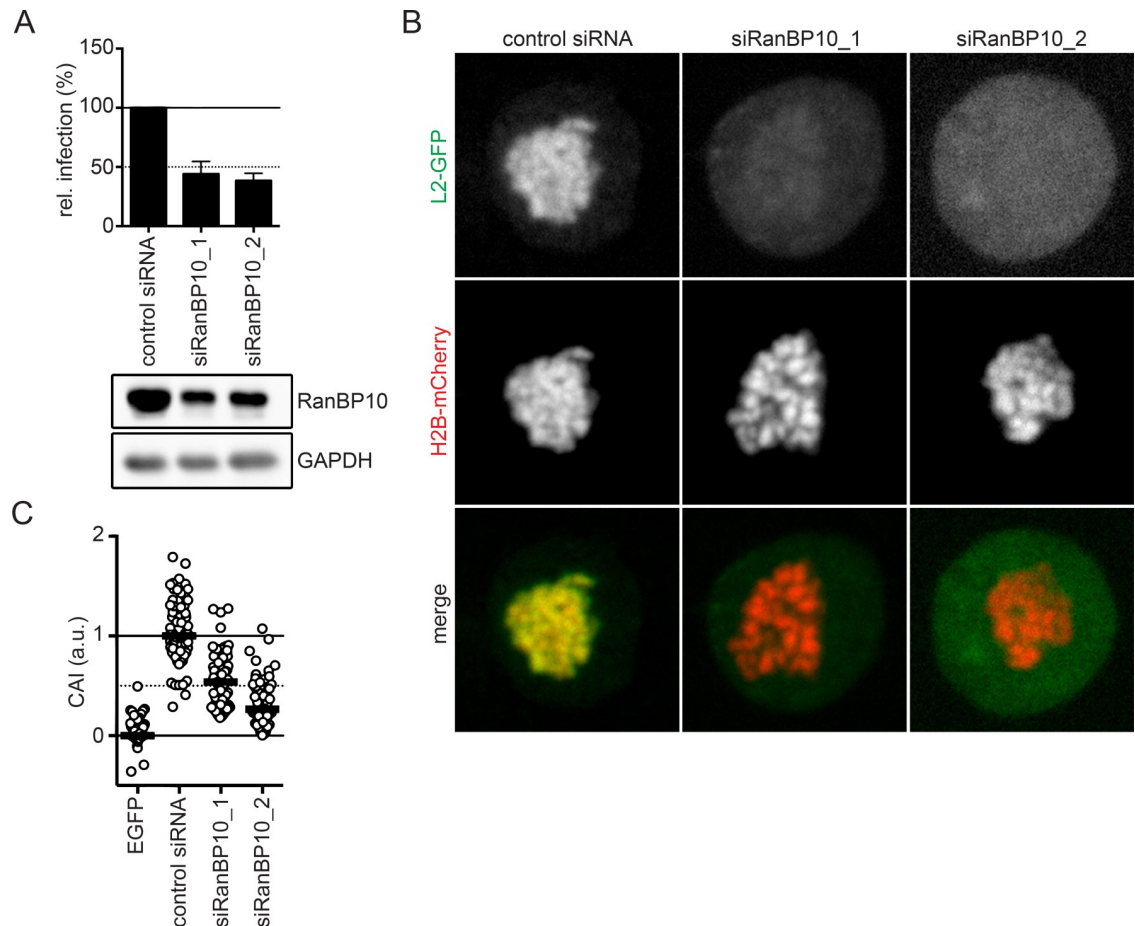 A
150
100
50
0
rel. infection (%)
control siRNA
siRanBP10_1
siRanBP10_2
RanBP10
GAPDH
B
control siRNA
siRanBP10_1
siRanBP10_2
L2-GFP
H2B-mCherry
merge
C
2
1
0
CAI (a.u.)
EGFP
control siRNA
siRanBP10_1
siRanBP10_2